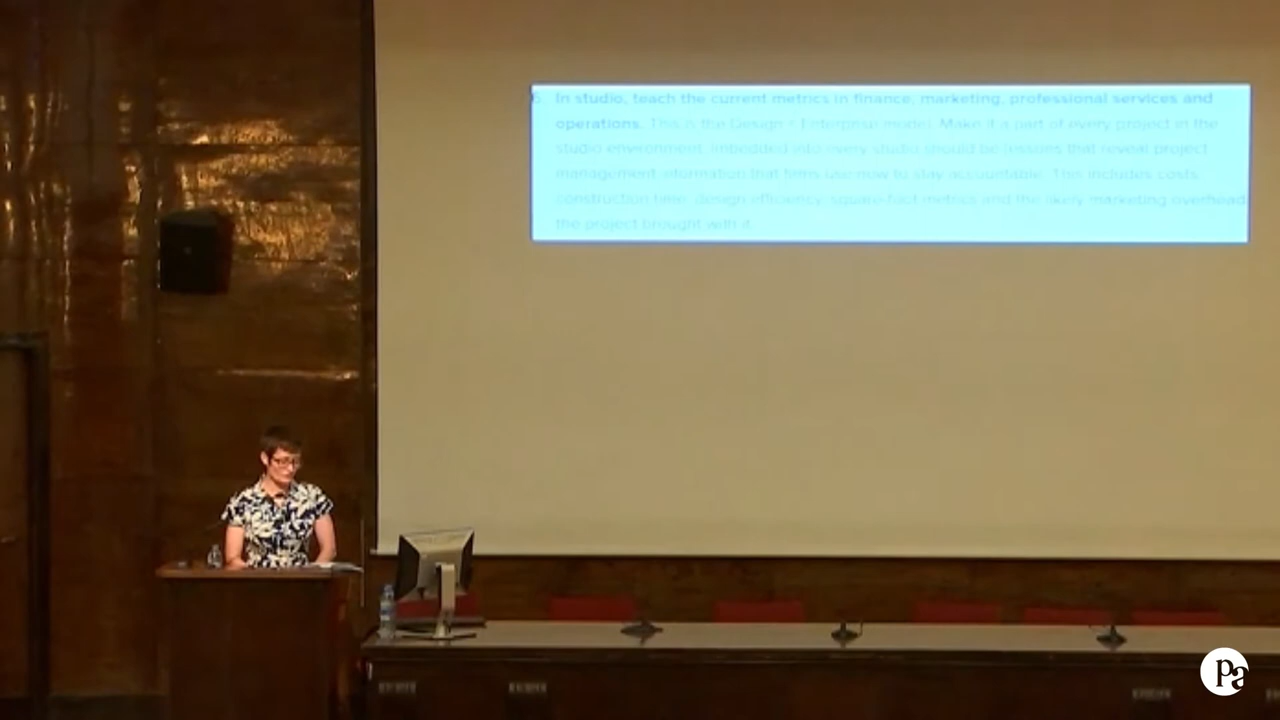 6. In studio, teach the current metrics in finance, marketing, professional services and
operations. This is the Design + Enterprise model. Make it a part of every project in the
studio environment. Imbedded into every studio should be lessons that reveal project
management information that firms use now to stay accountable. This includes costs,
construction time, design efficiency, square-foot metrics and the likely marketing overhead
the project brought with it.
Pa